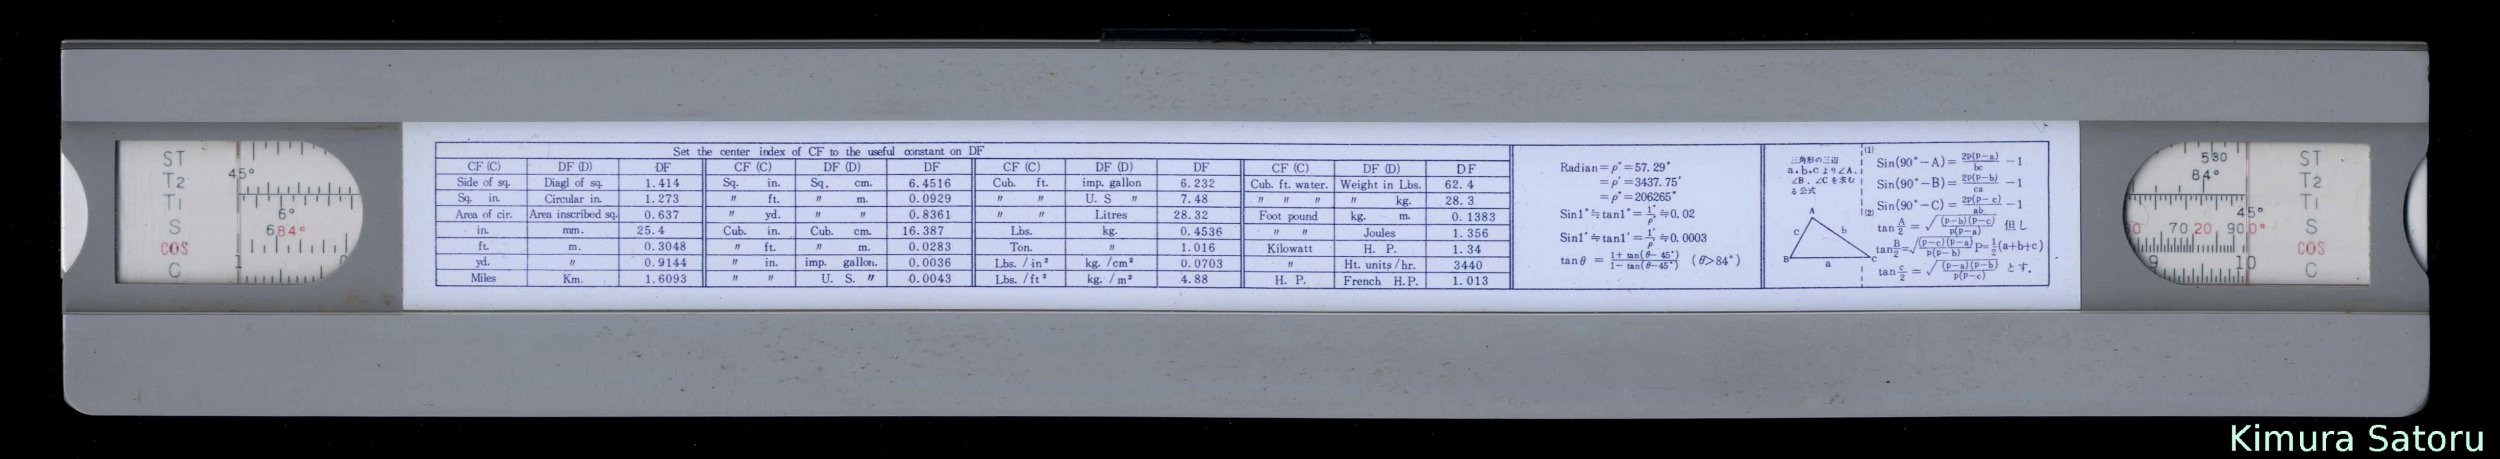 ST
T2
T1
S
COS
C
45°
6°
684°
1
Set the center index of CF to the useful constant on DF
CF (C) DF (D) DF CF (C) DF (D) DF CF (C) DF (D) DF CF (C) DF (D) DF
Side of sq. Diagl of sq. 1.414 Sq. in. Sq. cm. 6.4516 Cub. ft. imp. gallon 6.232 Cub. ft. water. Weight in Lbs. 62.4
Sq. in. Circular in. 1.273 〃 ft. 〃 m. 0.0929 〃 〃 U. S 〃 7.48 〃 〃 〃 〃 kg. 28.3
Area of cir. Area inscribed sq. 0.637 〃 yd. 〃 〃 0.8361 〃 〃 Litres 28.32 Foot pound kg. m. 0.1383
in. mm. 25.4 Cub. in. Cub. cm. 16.387 Lbs. kg. 0.4536 〃 〃 Joules 1.356
ft. m. 0.3048 〃 ft. 〃 m. 0.0283 Ton. 〃 1.016 Kilowatt H. P. 1.34
yd. 〃 0.9144 〃 in. imp. gallon. 0.0036 Lbs. /in² kg. /cm² 0.0703 〃 Ht. units/hr. 3440
Miles Km. 1.6093 〃 〃 U. S. 〃 0.0043 Lbs. /ft² kg. /m² 4.88 H. P. French H.P. 1.013
Radian=ρ°=57.29°
=ρ′=3437.75′
=ρ″=206265″
Sin1°≒tan1°=1°/ρ°≒0.02
Sin1′≒tan1′=1′/ρ′≒0.0003
tanθ = 1+tan(θ-45°)/1-tan(θ-45°) (θ>84°)
三角形の三辺
a,b,cより∠A、
∠B、∠Cを求む
る公式
A
c b
B a C
(1)
Sin(90°-A)= 2p(p-a)/bc -1
Sin(90°-B)= 2p(p-b)/ca -1
Sin(90°-C)= 2p(p-c)/ab -1
(2)
tan A/2 = √(p-b)(p-c)/p(p-a) 但し
tan B/2 = √(p-c)(p-a)/p(p-b) P=1/2(a+b+c)
tan c/2 = √(p-a)(p-b)/p(p-c) とす.
530
84°
45°
70 20 90 0°
9 10
ST
T2
T1
S
COS
C
Kimura Satoru